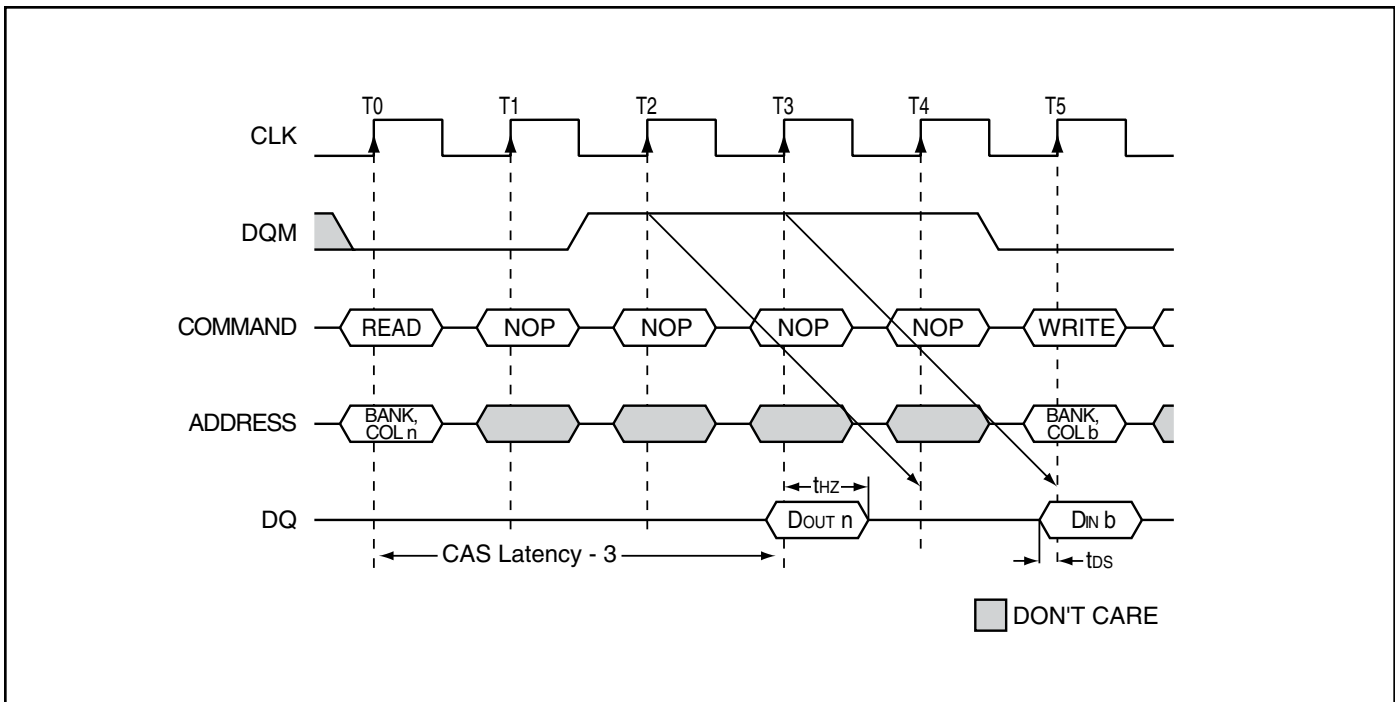 T0 T1 T2 T3 T4 T5
CLK
DQM
COMMAND READ NOP NOP NOP NOP WRITE
ADDRESS BANK, COL n BANK, COL b
tHZ
DQ DOUT n DIN b
CAS Latency - 3 tDS
DON'T CARE